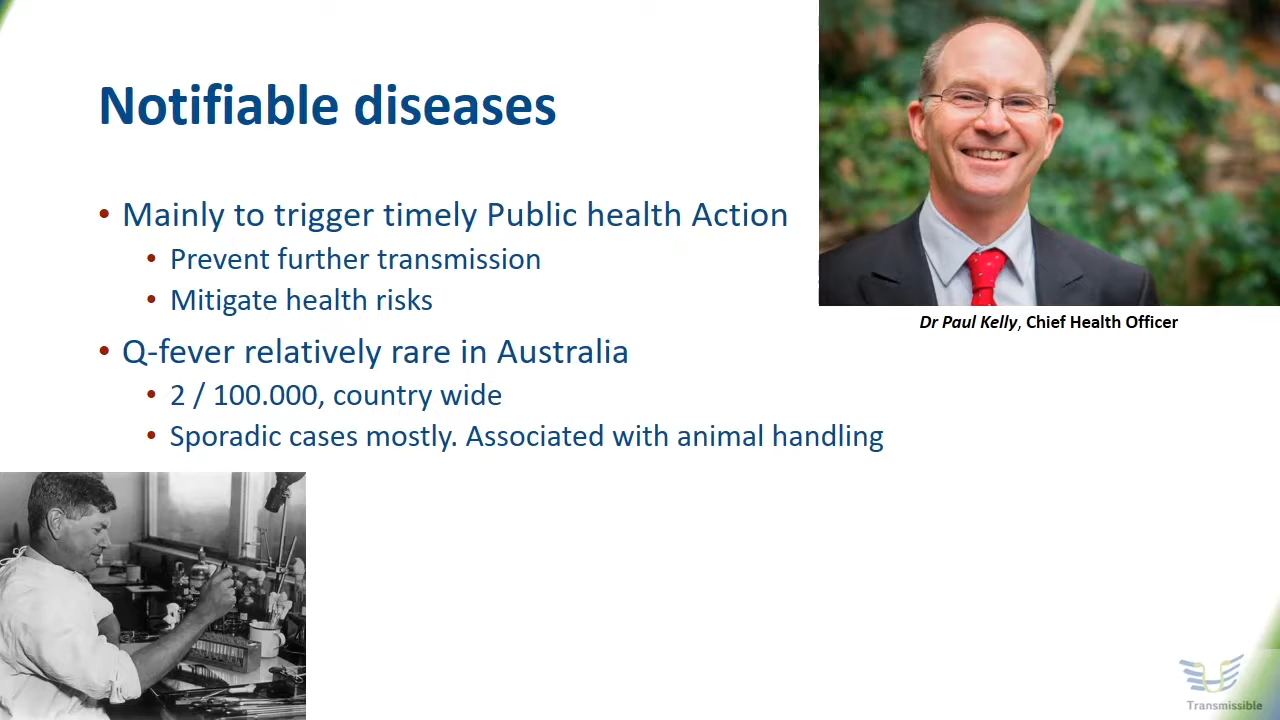 Notifiable diseases
• Mainly to trigger timely Public health Action
• Prevent further transmission
• Mitigate health risks
• Q-fever relatively rare in Australia
• 2 / 100.000, country wide
• Sporadic cases mostly. Associated with animal handling
Dr Paul Kelly, Chief Health Officer
Transmissible